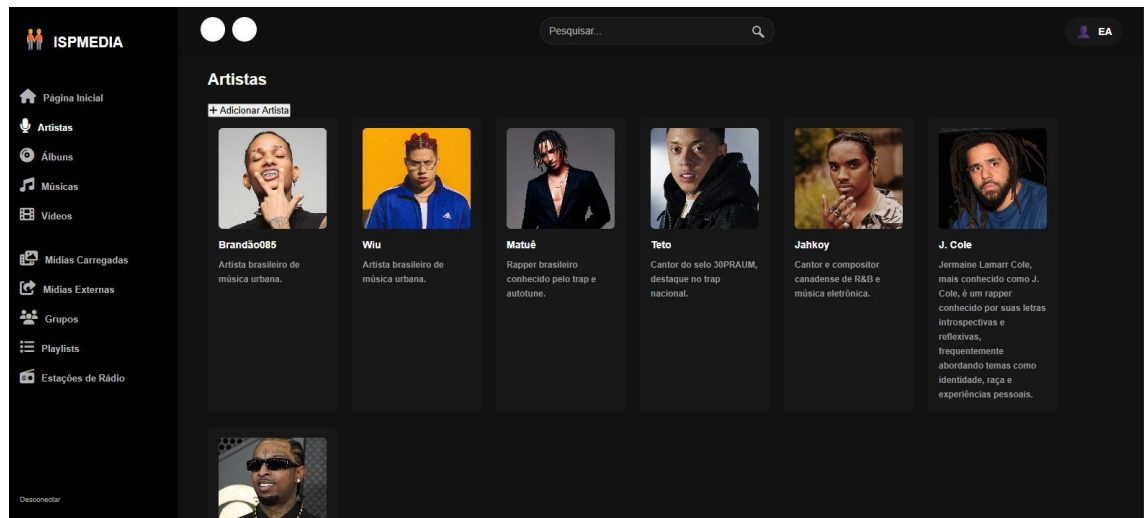 ISPMEDIA
Pesquisar...
EA
Página Inicial
Artistas
Álbuns
Músicas
Vídeos
Mídias Carregadas
Mídias Externas
Grupos
Playlists
Estações de Rádio
Desconectar
Artistas
+ Adicionar Artista
Brandão085
Artista brasileiro de
música urbana.
Wiu
Artista brasileiro de
música urbana.
Matuê
Rapper brasileiro
conhecido pelo trap e
autotune.
Teto
Cantor do selo 30PRAUM,
destaque no trap
nacional.
Jahkoy
Cantor e compositor
canadense de R&B e
música eletrônica.
J. Cole
Jermaine Lamarr Cole,
mais conhecido como J.
Cole, é um rapper
conhecido por suas letras
introspectivas e
reflexivas,
frequentemente
abordando temas como
identidade, raça e
experiências pessoais.